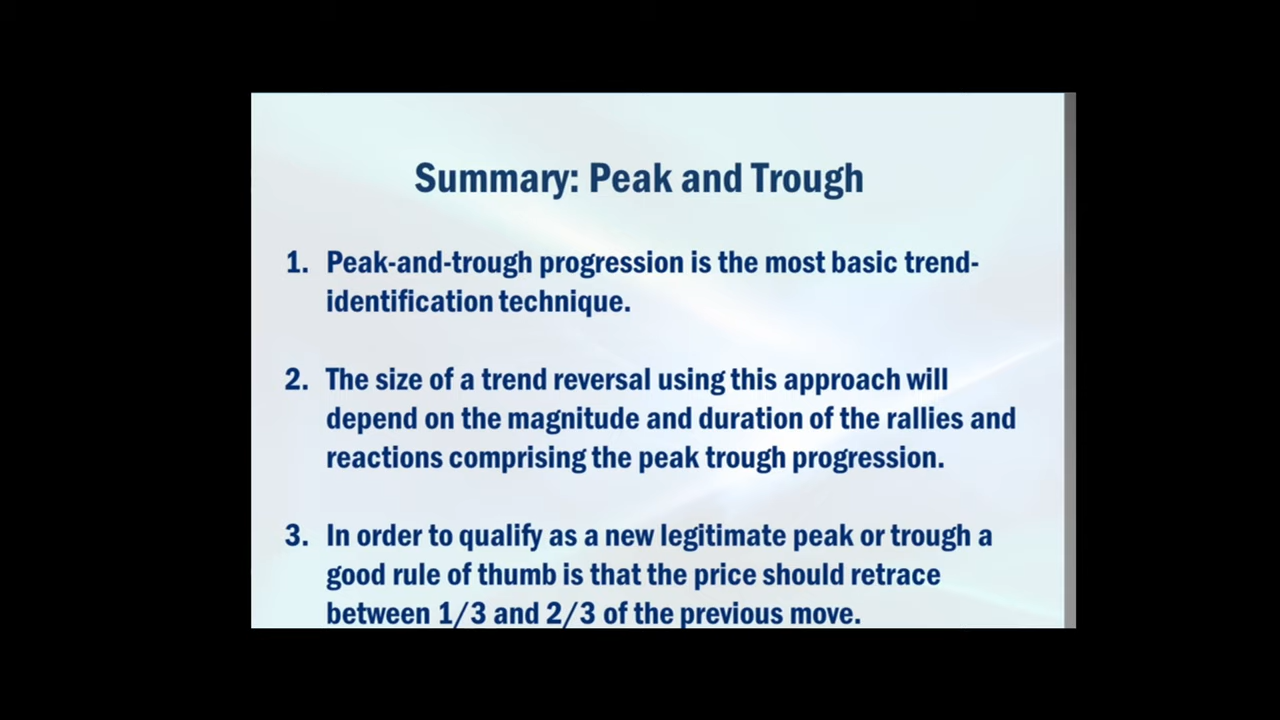 Summary: Peak and Trough
1. Peak-and-trough progression is the most basic trend-
identification technique.
2. The size of a trend reversal using this approach will
depend on the magnitude and duration of the rallies and
reactions comprising the peak trough progression.
3. In order to qualify as a new legitimate peak or trough a
good rule of thumb is that the price should retrace
between 1/3 and 2/3 of the previous move.